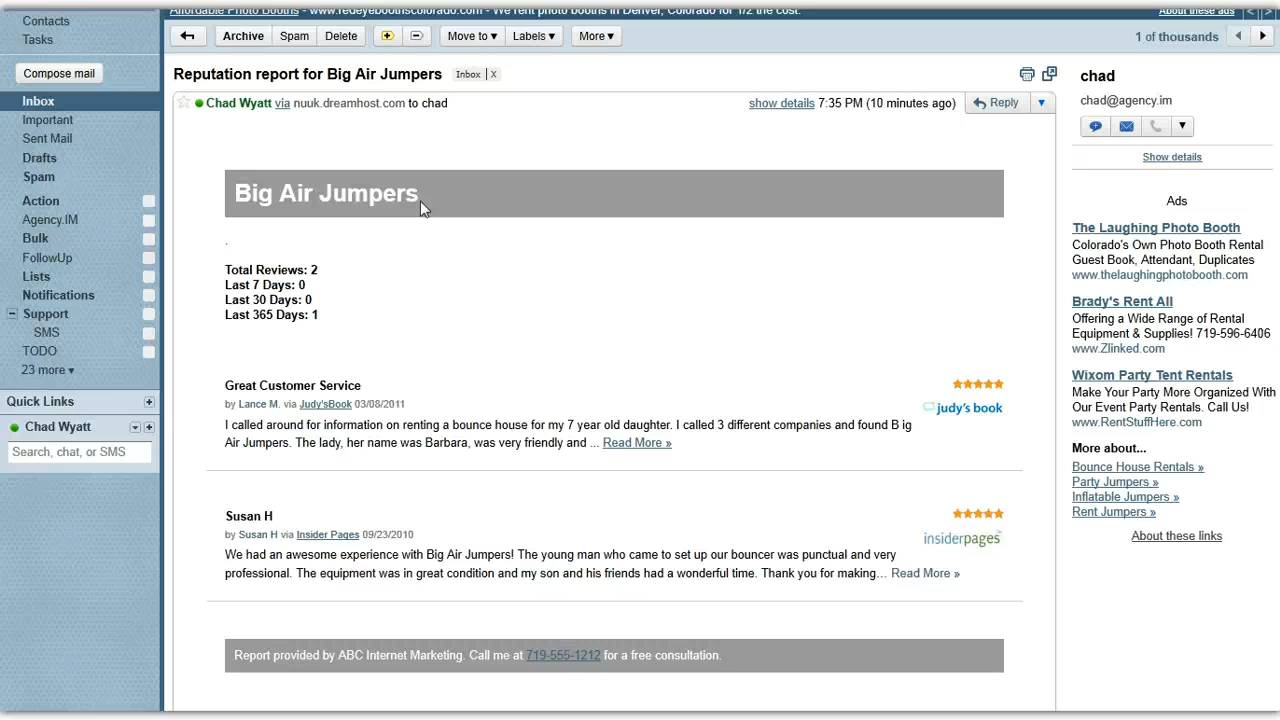 Contacts
Tasks
Compose mail
Inbox
Important
Sent Mail
Drafts
Spam
Action
Agency.IM
Bulk
FollowUp
Lists
Notifications
Support
SMS
TODO
23 more ▾
Quick Links
Chad Wyatt
Search, chat, or SMS
Affordable Photo Booths - www.redeyeboothscolorado.com - We rent photo booths in Denver, Colorado for 1/2 the cost.
About these ads
< >
Archive Spam Delete Move to ▾ Labels ▾ More ▾
1 of thousands
Reputation report for Big Air Jumpers Inbox | X
Chad Wyatt via nuuk.dreamhost.com to chad
show details 7:35 PM (10 minutes ago) Reply
Big Air Jumpers
.
Total Reviews: 2
Last 7 Days: 0
Last 30 Days: 0
Last 365 Days: 1
Great Customer Service
by Lance M. via Judy'sBook 03/08/2011
judy's book
I called around for information on renting a bounce house for my 7 year old daughter. I called 3 different companies and found B ig
Air Jumpers. The lady, her name was Barbara, was very friendly and ... Read More »
Susan H
by Susan H via Insider Pages 09/23/2010
insiderpages
We had an awesome experience with Big Air Jumpers! The young man who came to set up our bouncer was punctual and very
professional. The equipment was in great condition and my son and his friends had a wonderful time. Thank you for making... Read More »
Report provided by ABC Internet Marketing. Call me at 719-555-1212 for a free consultation.
chad
chad@agency.im
Show details
Ads
The Laughing Photo Booth
Colorado's Own Photo Booth Rental
Guest Book, Attendant, Duplicates
www.thelaughingphotobooth.com
Brady's Rent All
Offering a Wide Range of Rental
Equipment & Supplies! 719-596-6406
www.Zlinked.com
Wixom Party Tent Rentals
Make Your Party More Organized With
Our Event Party Rentals. Call Us!
www.RentStuffHere.com
More about...
Bounce House Rentals »
Party Jumpers »
Inflatable Jumpers »
Rent Jumpers »
About these links